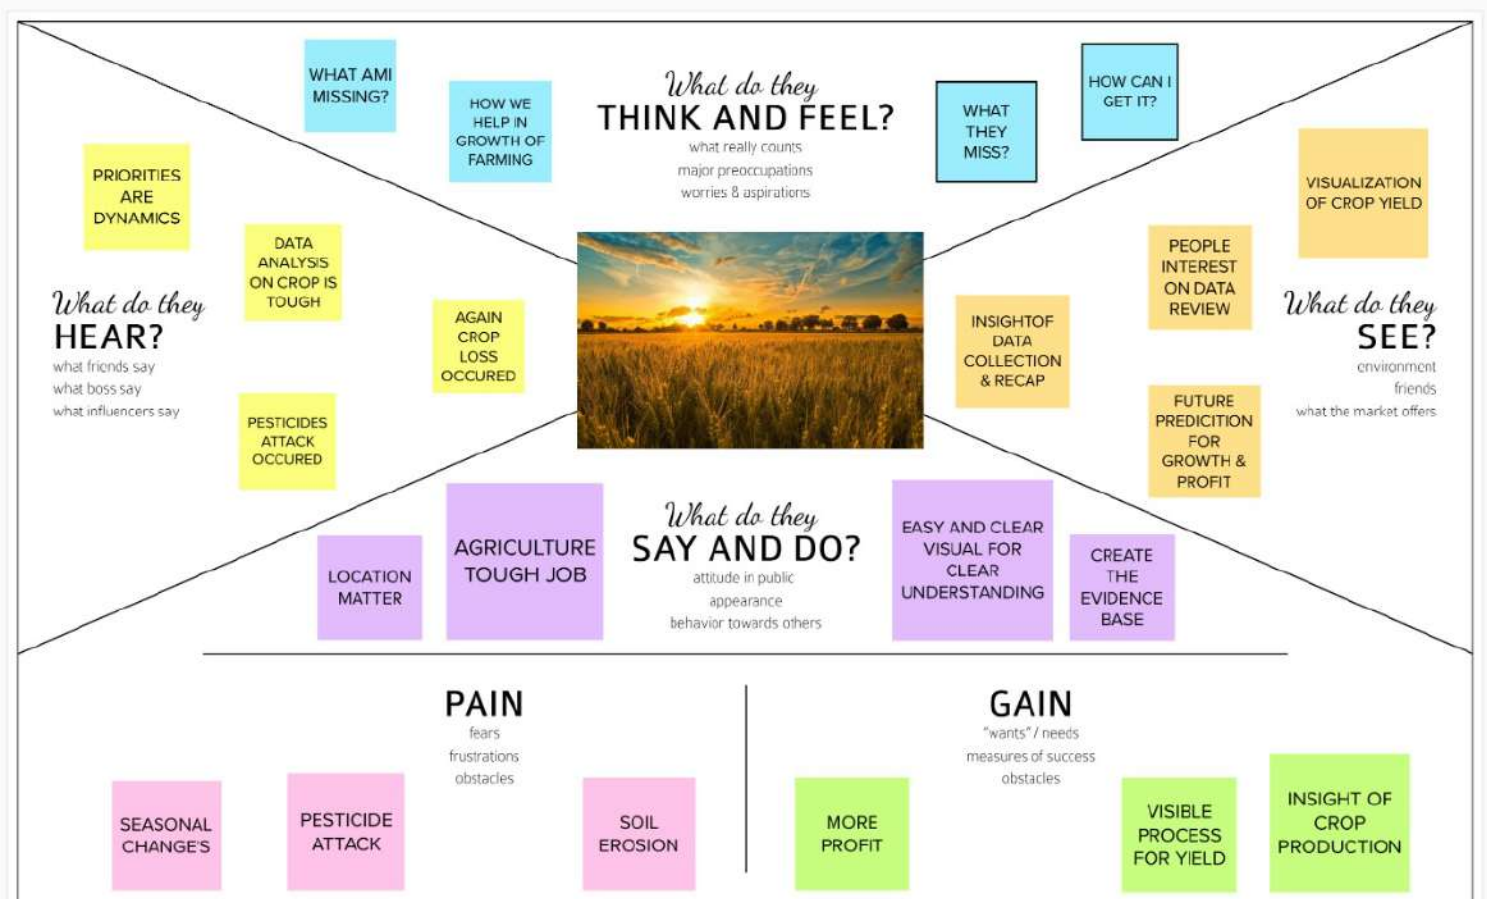 What do they
THINK AND FEEL?
what really counts
major preoccupations
worries & aspirations
WHAT AMI
MISSING?
HOW WE
HELP IN
GROWTH OF
FARMING
WHAT
THEY
MISS?
HOW CAN I
GET IT?
PRIORITIES
ARE
DYNAMICS
DATA
ANALYSIS
ON CROP IS
TOUGH
What do they
HEAR?
what friends say
what boss say
what influencers say
AGAIN
CROP
LOSS
OCCURED
PESTICIDES
ATTACK
OCCURED
VISUALIZATION
OF CROP YIELD
PEOPLE
INTEREST
ON DATA
REVIEW
What do they
SEE?
environment
friends
what the market offers
INSIGHTOF
DATA
COLLECTION
& RECAP
FUTURE
PREDICITION
FOR
GROWTH &
PROFIT
What do they
SAY AND DO?
attitude in public
appearance
behavior towards others
LOCATION
MATTER
AGRICULTURE
TOUGH JOB
EASY AND CLEAR
VISUAL FOR
CLEAR
UNDERSTANDING
CREATE
THE
EVIDENCE
BASE
PAIN
fears
frustrations
obstacles
SEASONAL
CHANGE'S
PESTICIDE
ATTACK
SOIL
EROSION
GAIN
"wants" / needs
measures of success
obstacles
MORE
PROFIT
VISIBLE
PROCESS
FOR YIELD
INSIGHT OF
CROP
PRODUCTION